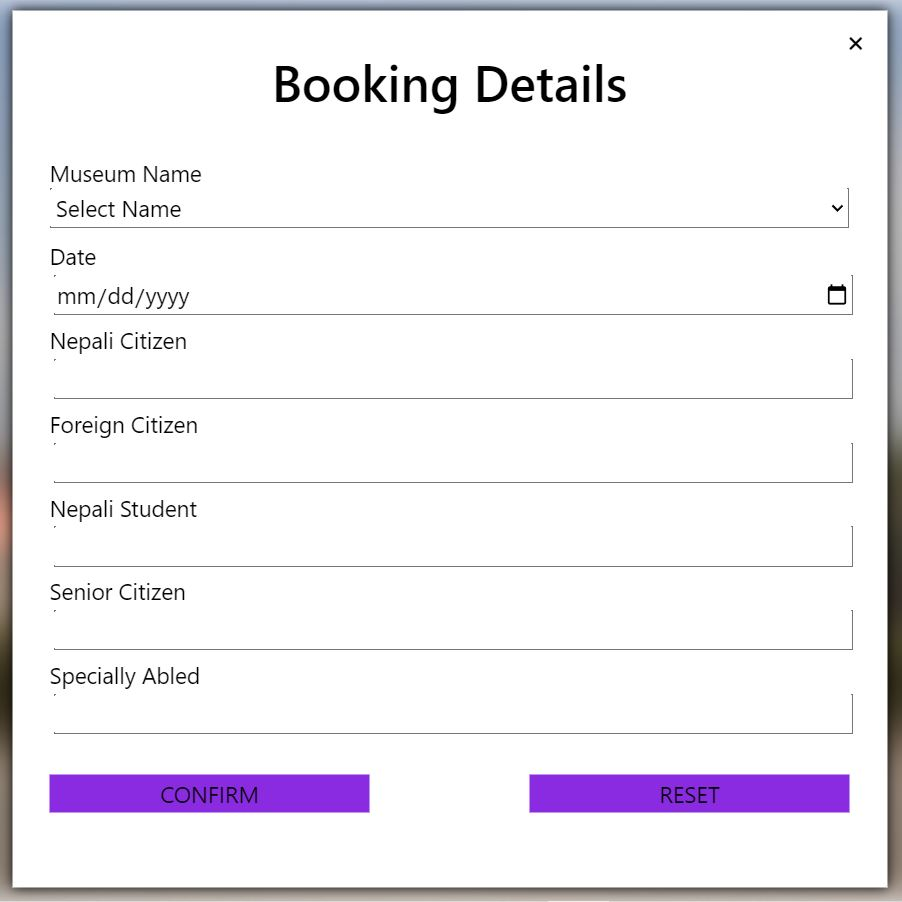 ×
Booking Details
Museum Name
Select Name
Date
mm/dd/yyyy
Nepali Citizen
Foreign Citizen
Nepali Student
Senior Citizen
Specially Abled
CONFIRM
RESET